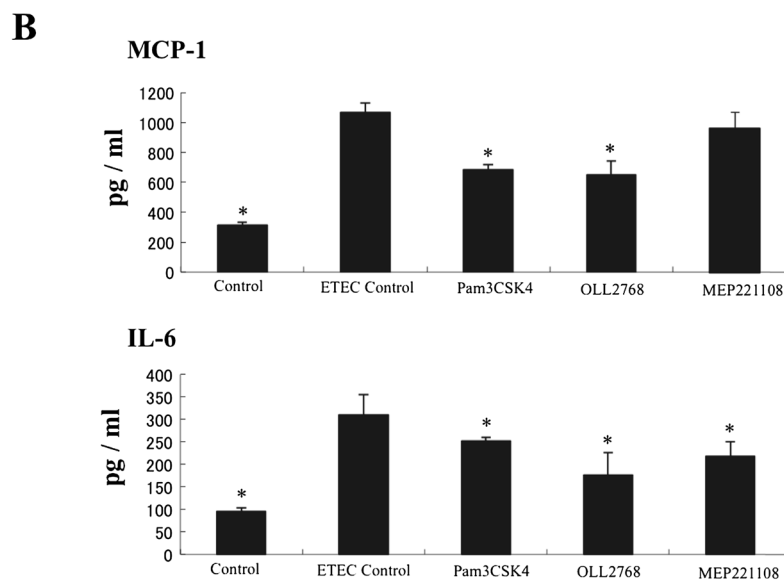 B
MCP-1
pg / ml
1200
1000
800
600
400
200
0
*
*
*
Control
ETEC Control
Pam3CSK4
OLL2768
MEP221108
IL-6
pg / ml
400
350
300
250
200
150
100
50
0
*
*
*
*
Control
ETEC Control
Pam3CSK4
OLL2768
MEP221108